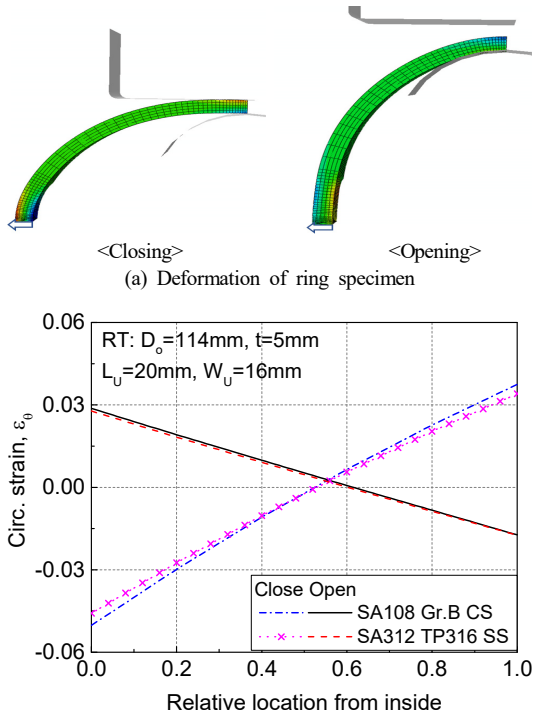 <Closing> <Opening>
(a) Deformation of ring specimen
0.06
0.03
0.00
-0.03
-0.06
Circ. strain, εθ
RT: Do=114mm, t=5mm
LU=20mm, WU=16mm
Close Open
SA108 Gr.B CS
SA312 TP316 SS
0.0 0.2 0.4 0.6 0.8 1.0
Relative location from inside